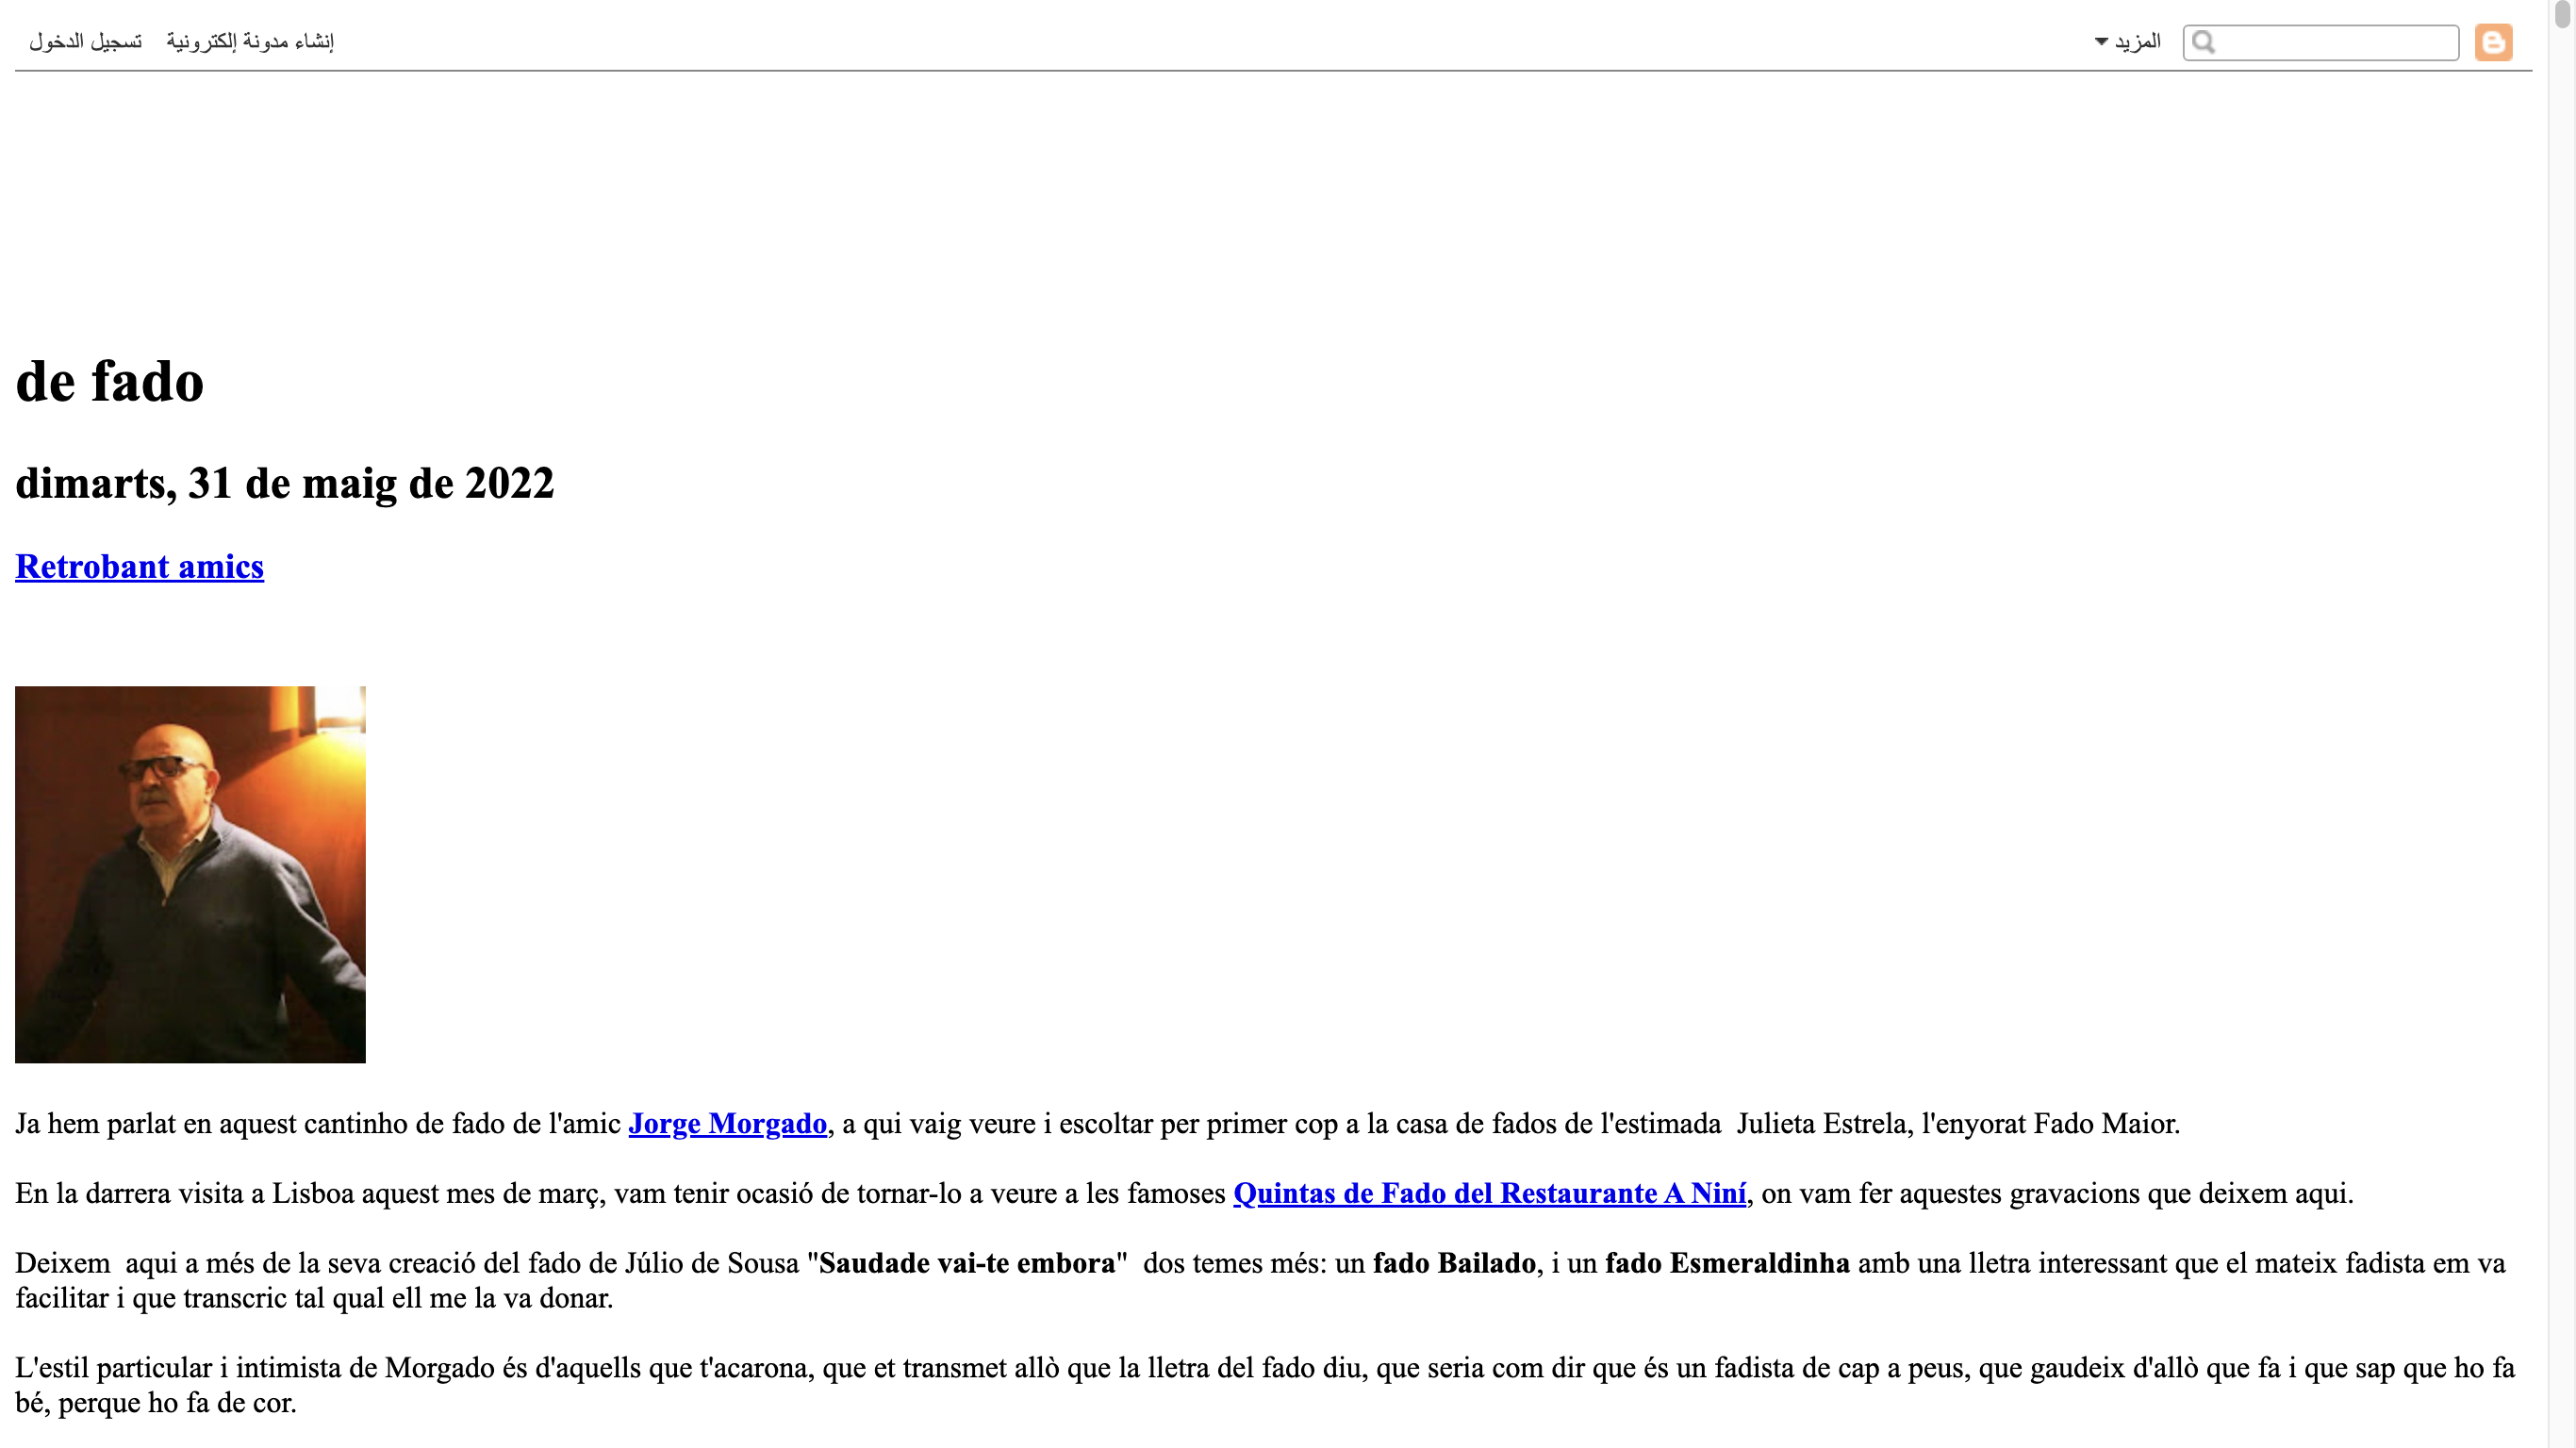 المزيد
إنشاء مدونة إلكترونية تسجيل الدخول
de fado
dimarts, 31 de maig de 2022
Retrobant amics
Ja hem parlat en aquest cantinho de fado de l'amic Jorge Morgado, a qui vaig veure i escoltar per primer cop a la casa de fados de l'estimada  Julieta Estrela, l'enyorat Fado Maior.
En la darrera visita a Lisboa aquest mes de març, vam tenir ocasió de tornar-lo a veure a les famoses Quintas de Fado del Restaurante A Niní, on vam fer aquestes gravacions que deixem aqui.
Deixem  aqui a més de la seva creació del fado de Júlio de Sousa "Saudade vai-te embora"  dos temes més: un fado Bailado, i un fado Esmeraldinha amb una lletra interessant que el mateix fadista em va
facilitar i que transcric tal qual ell me la va donar.
L'estil particular i intimista de Morgado és d'aquells que t'acarona, que et transmet allò que la lletra del fado diu, que seria com dir que és un fadista de cap a peus, que gaudeix d'allò que fa i que sap que ho fa
bé, perque ho fa de cor.